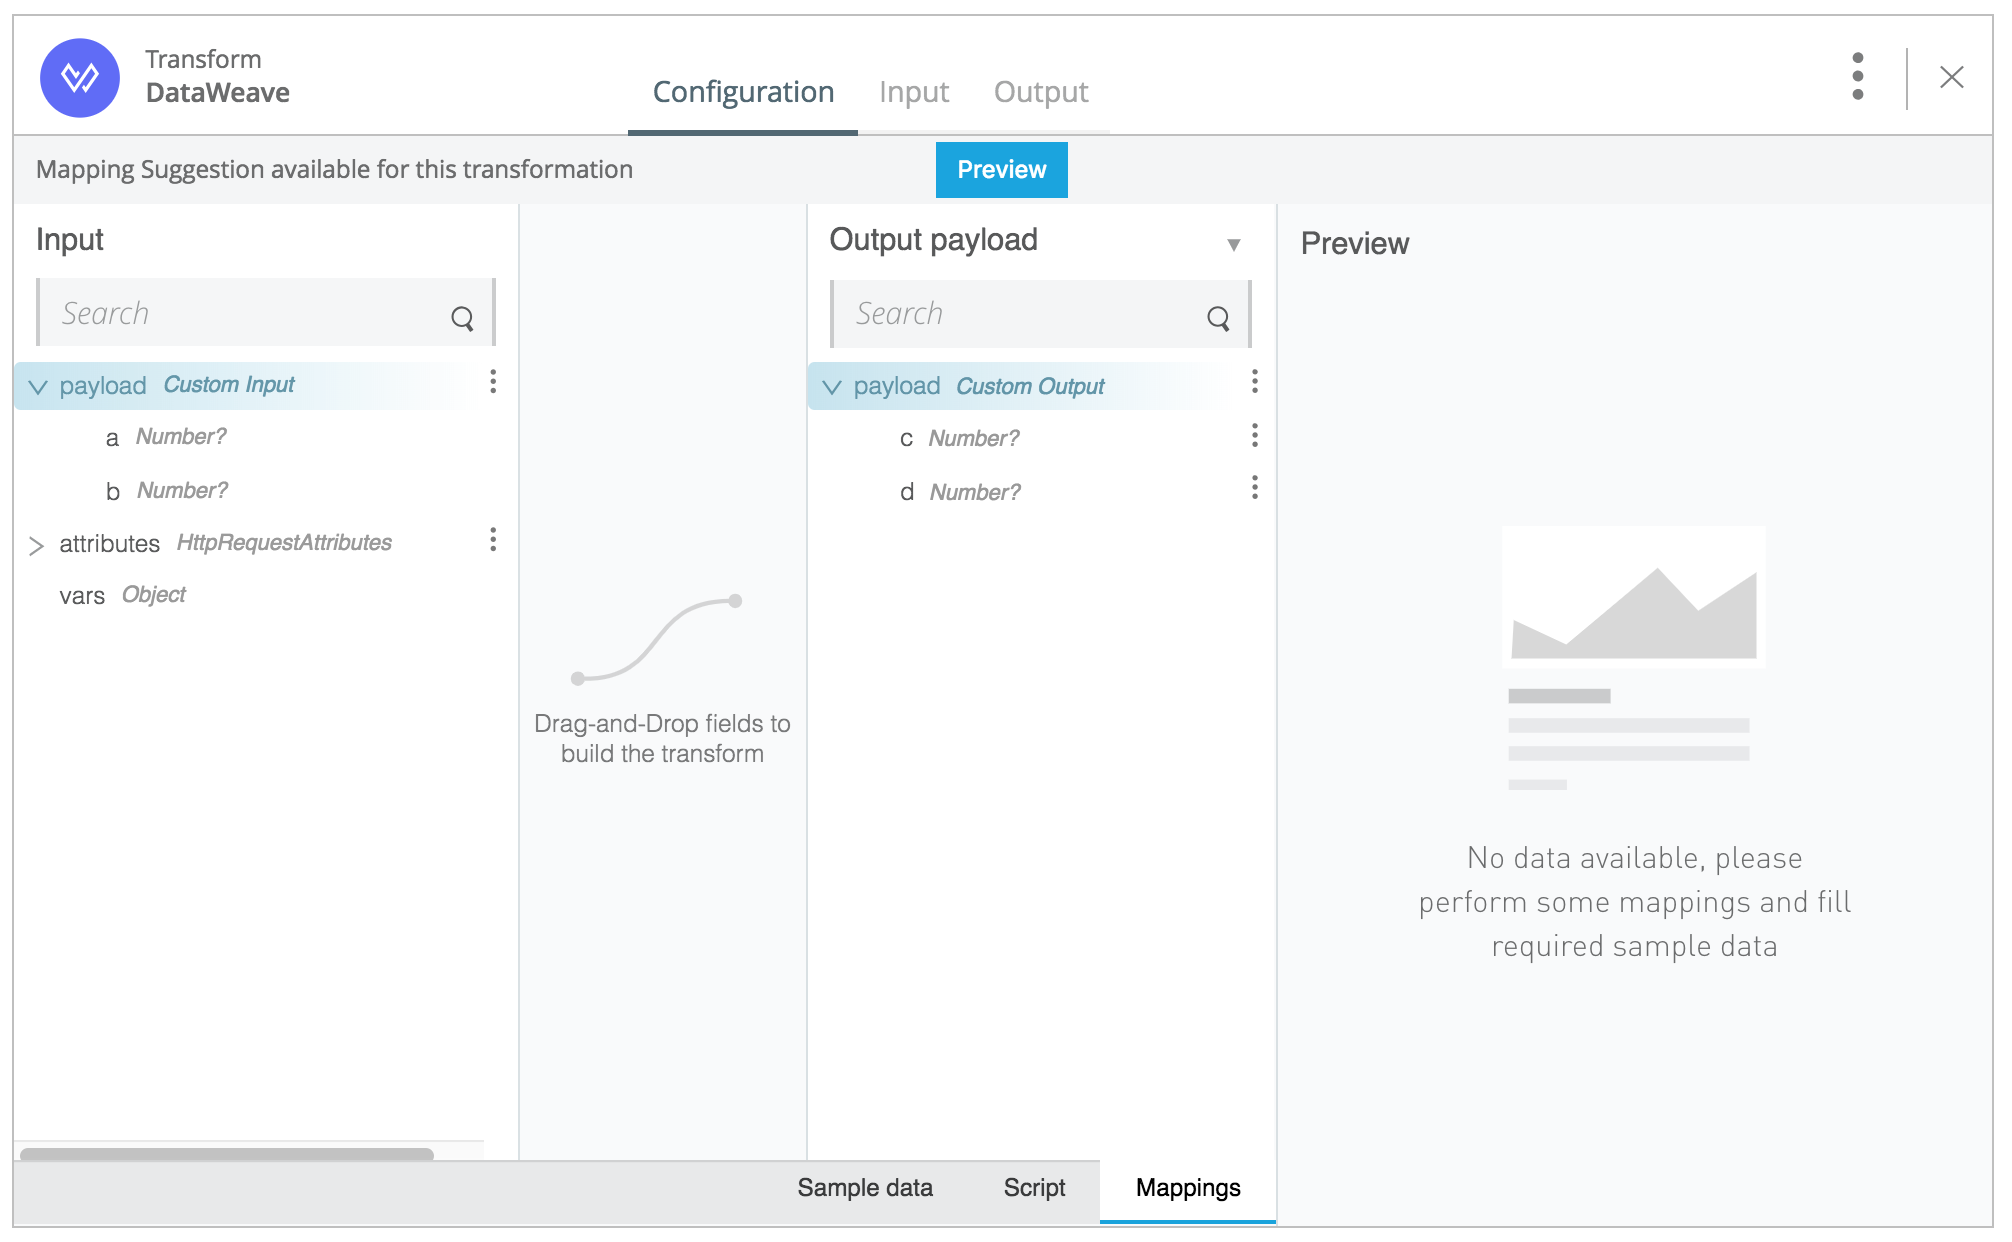 Transform
DataWeave
Configuration
Input
Output
Mapping Suggestion available for this transformation
Preview
Input
Search
payload Custom Input
a Number?
b Number?
attributes HttpRequestAttributes
vars Object
Drag-and-Drop fields to
build the transform
Output payload
Search
payload Custom Output
c Number?
d Number?
Preview
No data available, please
perform some mappings and fill
required sample data
Sample data
Script
Mappings